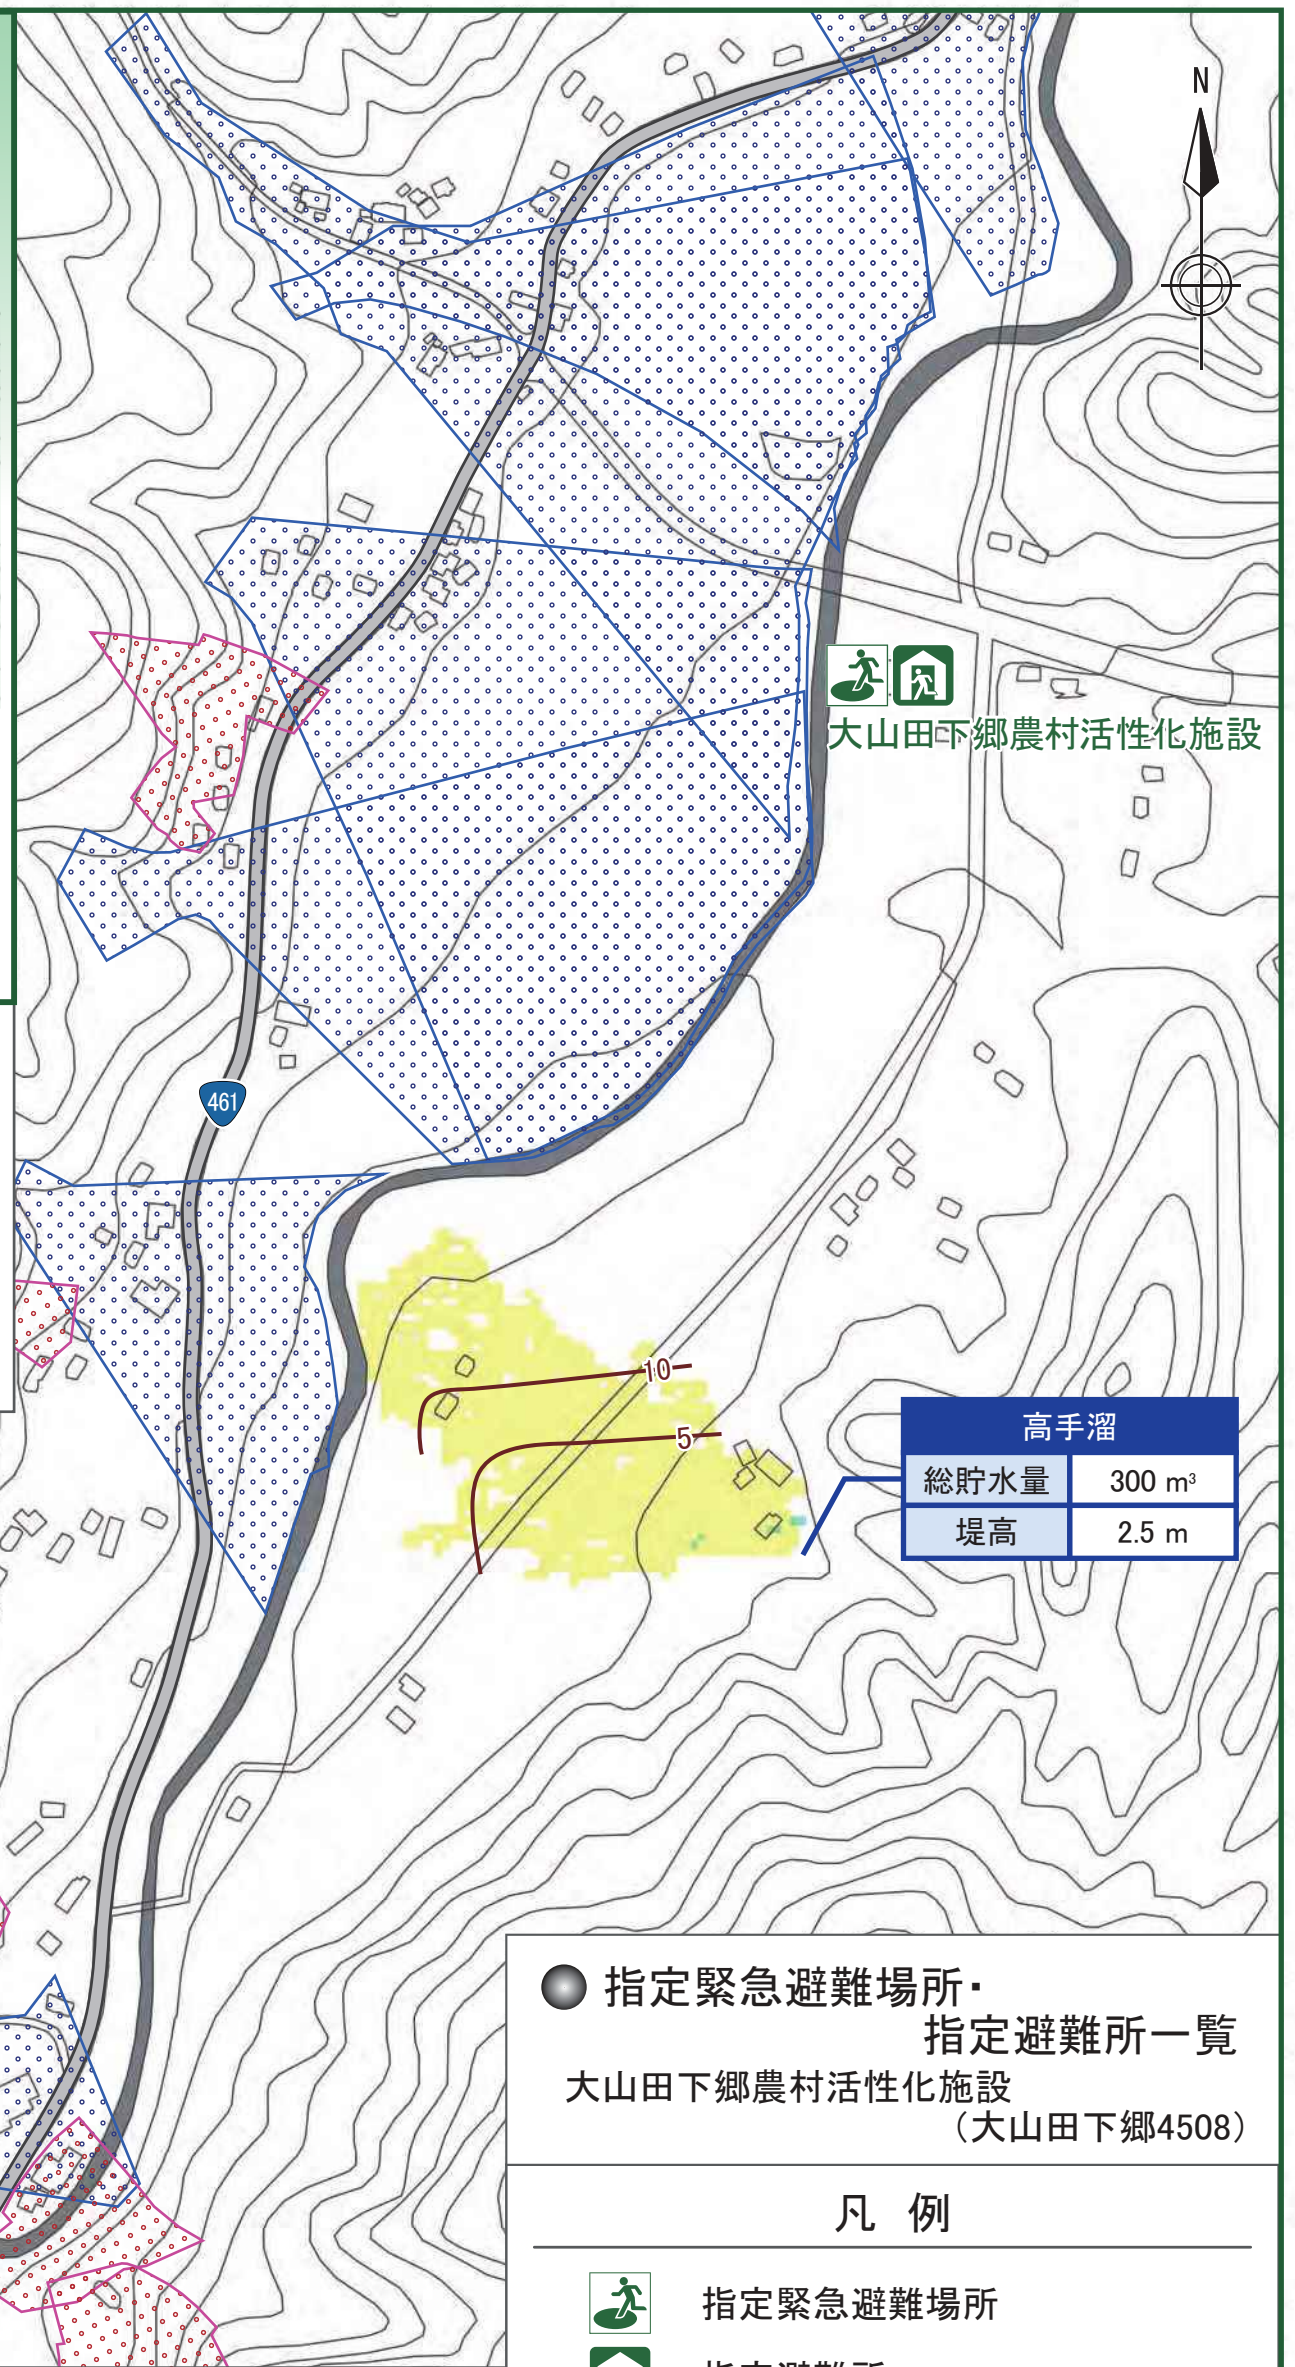 N
大山田下郷農村活性化施設
461
10
5
高手溜
総貯水量 300 m³
堤高 2.5 m
指定緊急避難場所・
指定避難所一覧
大山田下郷農村活性化施設
（大山田下郷4508）
凡 例
指定緊急避難場所